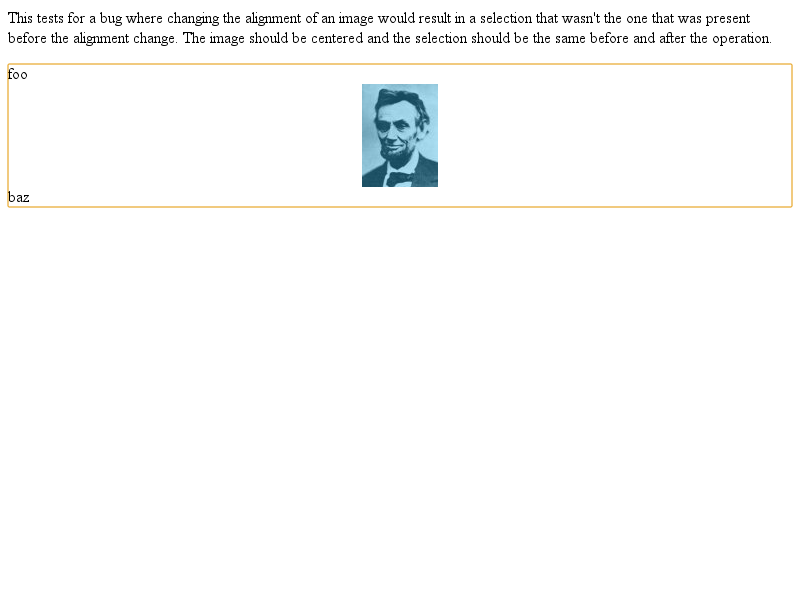 This tests for a bug where changing the alignment of an image would result in a selection that wasn't the one that was present
before the alignment change. The image should be centered and the selection should be the same before and after the operation.
foo
baz